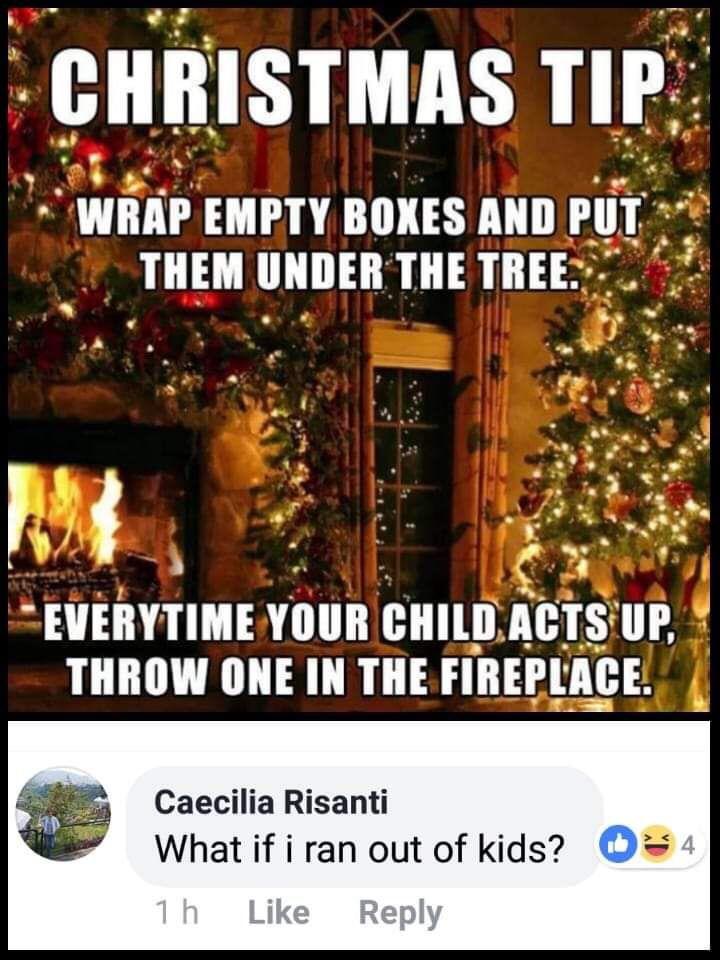 CHRISTMAS TIP
WRAP EMPTY BOXES AND PUT
THEM UNDER THE TREE.
EVERYTIME YOUR CHILD ACTS UP,
THROW ONE IN THE FIREPLACE.
Caecilia Risanti
What if i ran out of kids?
4
1 h Like Reply